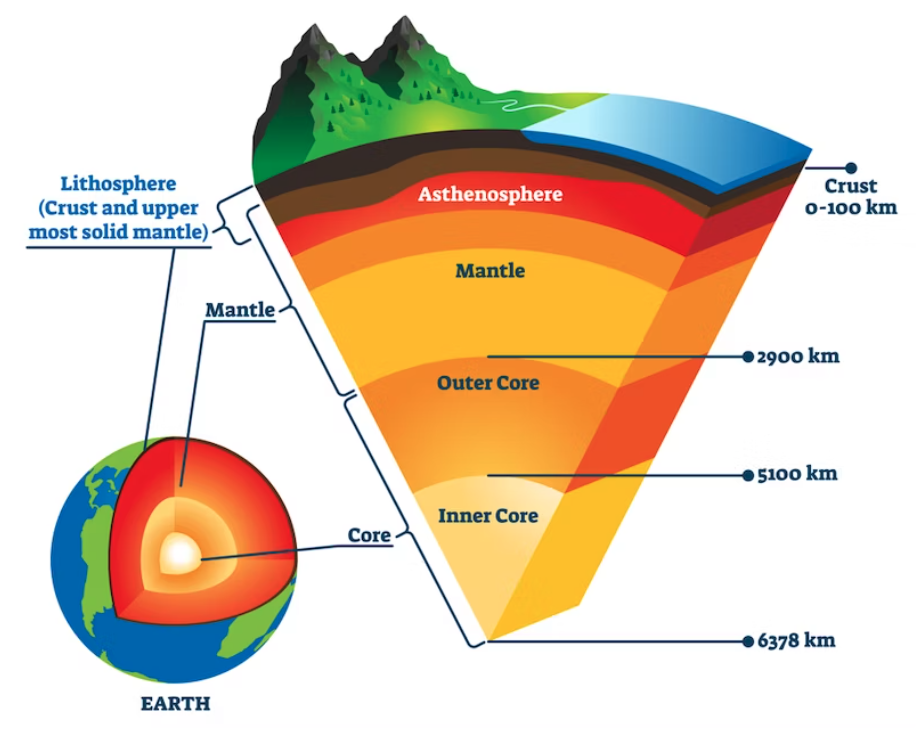 Lithosphere
(Crust and upper
most solid mantle)
Asthenosphere
Crust
0-100 km
Mantle
Mantle
2900 km
Outer Core
5100 km
Inner Core
Core
6378 km
EARTH